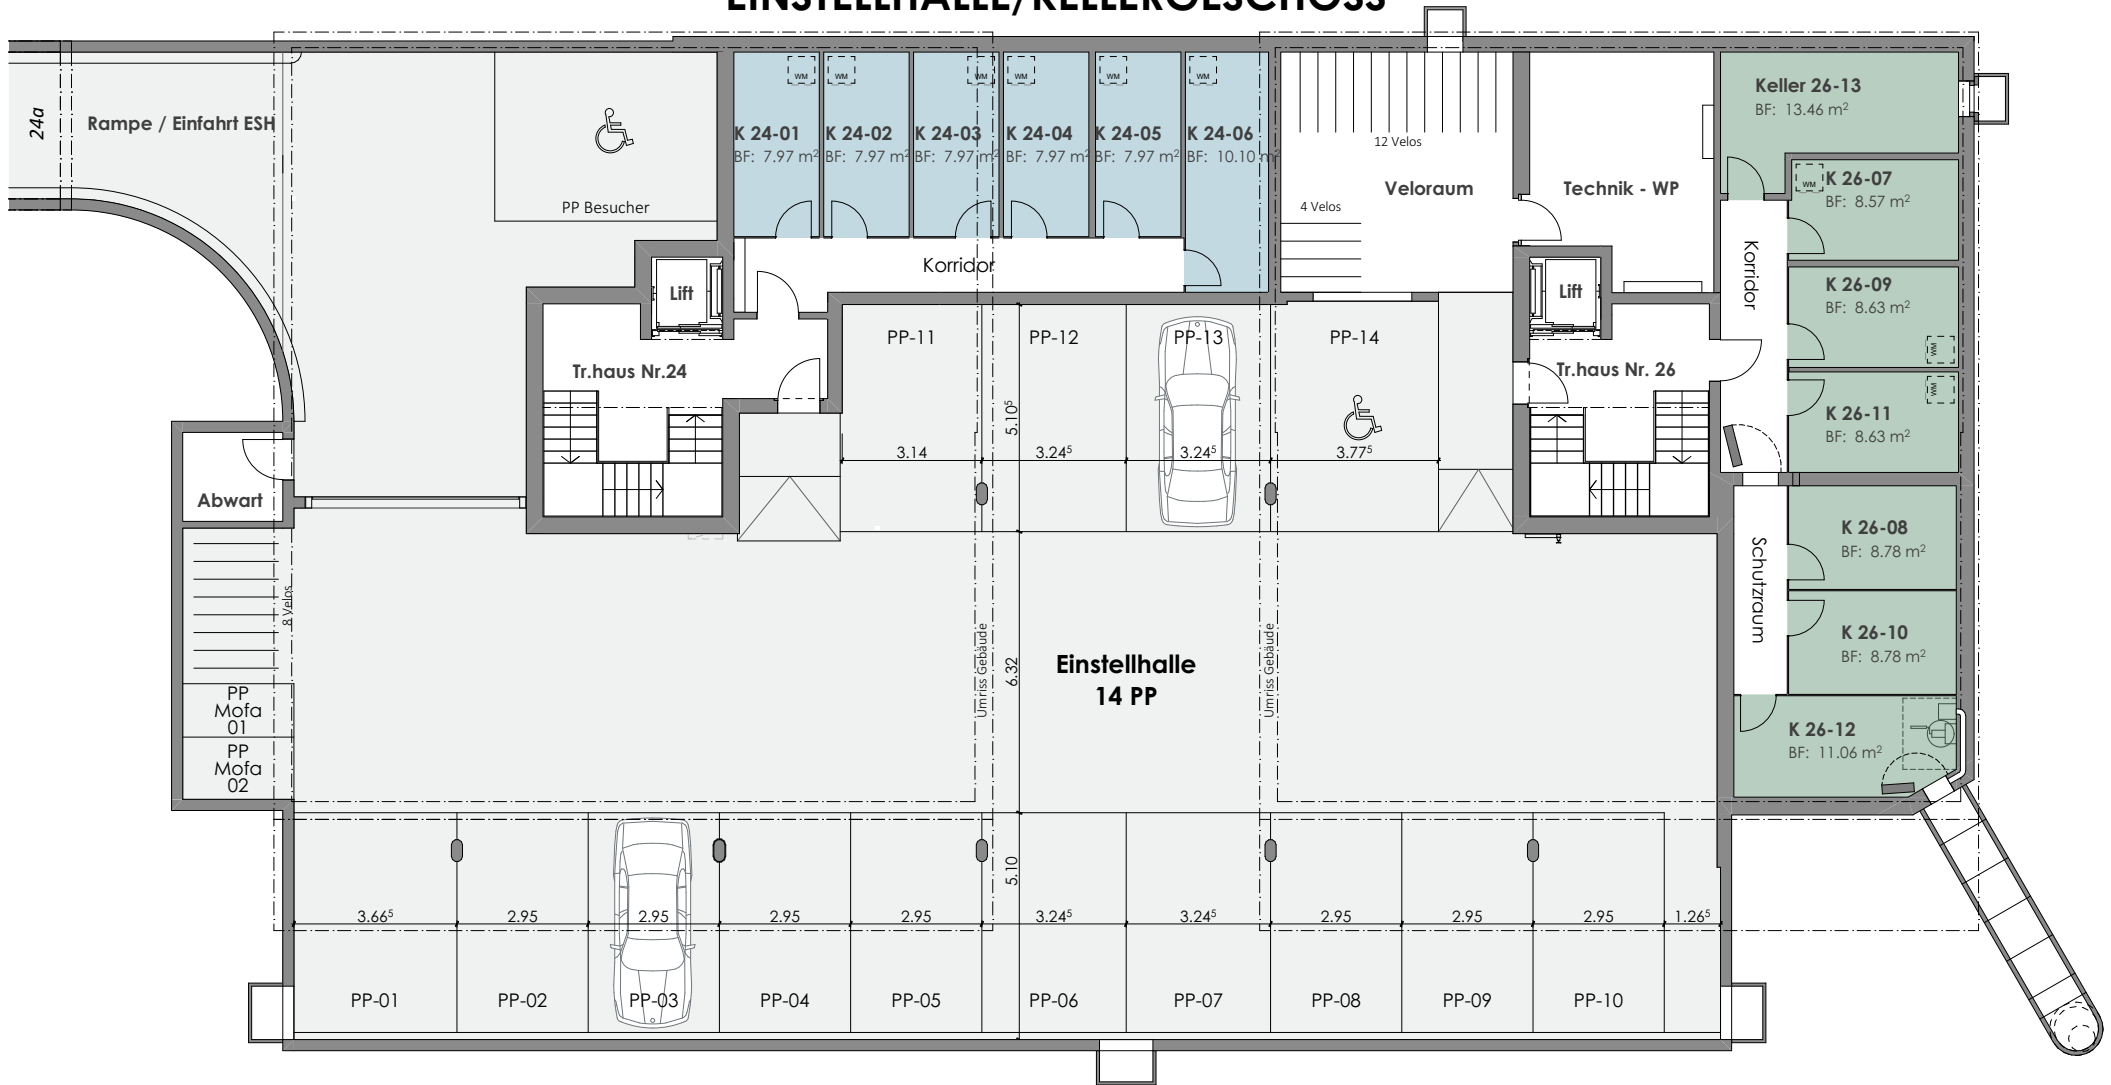 EINSTELLHALLE/KELLERGESCHOSS
24a
Rampe / Einfahrt ESH
PP Besucher
WM
K 24-01
BF: 7.97 m²
WM
K 24-02
BF: 7.97 m²
WM
K 24-03
BF: 7.97 m²
WM
K 24-04
BF: 7.97 m²
WM
K 24-05
BF: 7.97 m²
WM
K 24-06
BF: 10.10 m²
Korridor
12 Velos
Veloraum
4 Velos
Technik - WP
Keller 26-13
BF: 13.46 m²
WM
K 26-07
BF: 8.57 m²
K 26-09
BF: 8.63 m²
WM
WM
K 26-11
BF: 8.63 m²
Korridor
Lift
Lift
Tr.haus Nr.24
Tr.haus Nr. 26
PP-11
PP-12
PP-13
PP-14
5.10⁵
3.14
3.24⁵
3.24⁵
3.77⁵
Abwart
8 Velos
PP
Mofa
01
PP
Mofa
02
Umriss Gebäude
6.32
Einstellhalle
14 PP
Umriss Gebäude
Schutzraum
K 26-08
BF: 8.78 m²
K 26-10
BF: 8.78 m²
K 26-12
BF: 11.06 m²
5.10
3.66⁵
2.95
2.95
2.95
2.95
3.24⁵
3.24⁵
2.95
2.95
2.95
1.26⁵
PP-01
PP-02
PP-03
PP-04
PP-05
PP-06
PP-07
PP-08
PP-09
PP-10